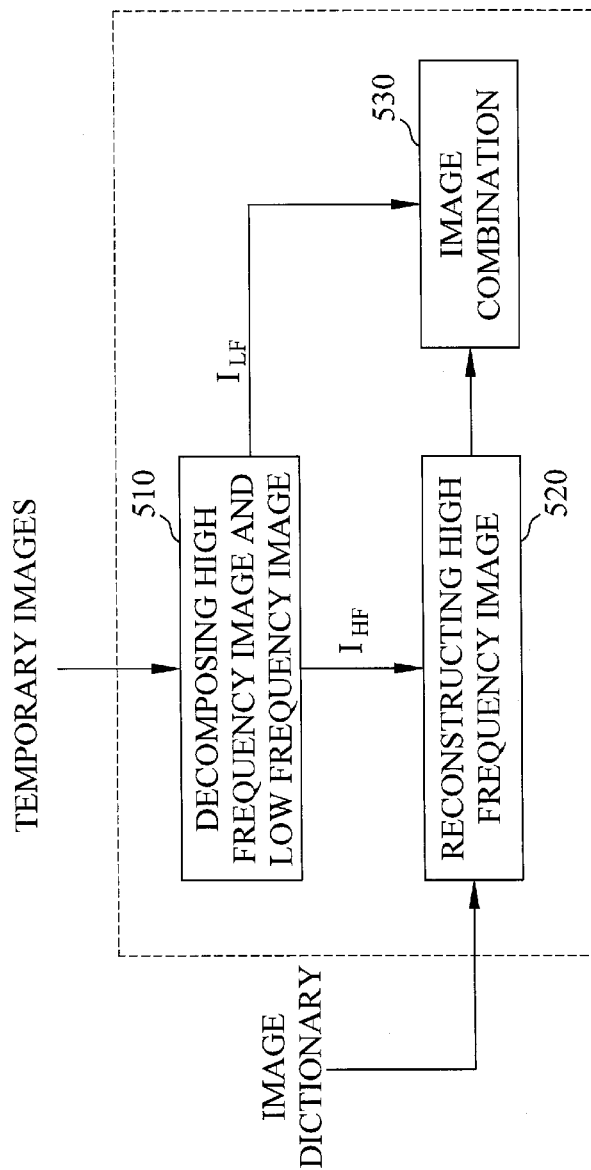 TEMPORARY IMAGES
510
DECOMPOSING HIGH
FREQUENCY IMAGE AND
LOW FREQUENCY IMAGE
I_LF
I_HF
530
IMAGE
COMBINATION
IMAGE
DICTIONARY
RECONSTRUCTING HIGH
FREQUENCY IMAGE
520